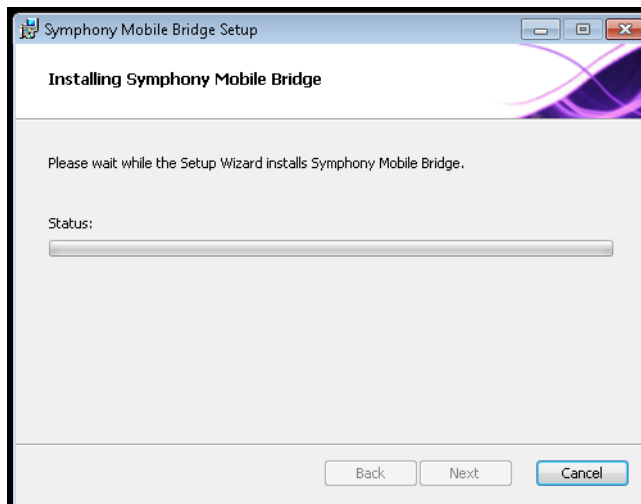 Symphony Mobile Bridge Setup
Installing Symphony Mobile Bridge
Please wait while the Setup Wizard installs Symphony Mobile Bridge.
Status:
Back Next Cancel